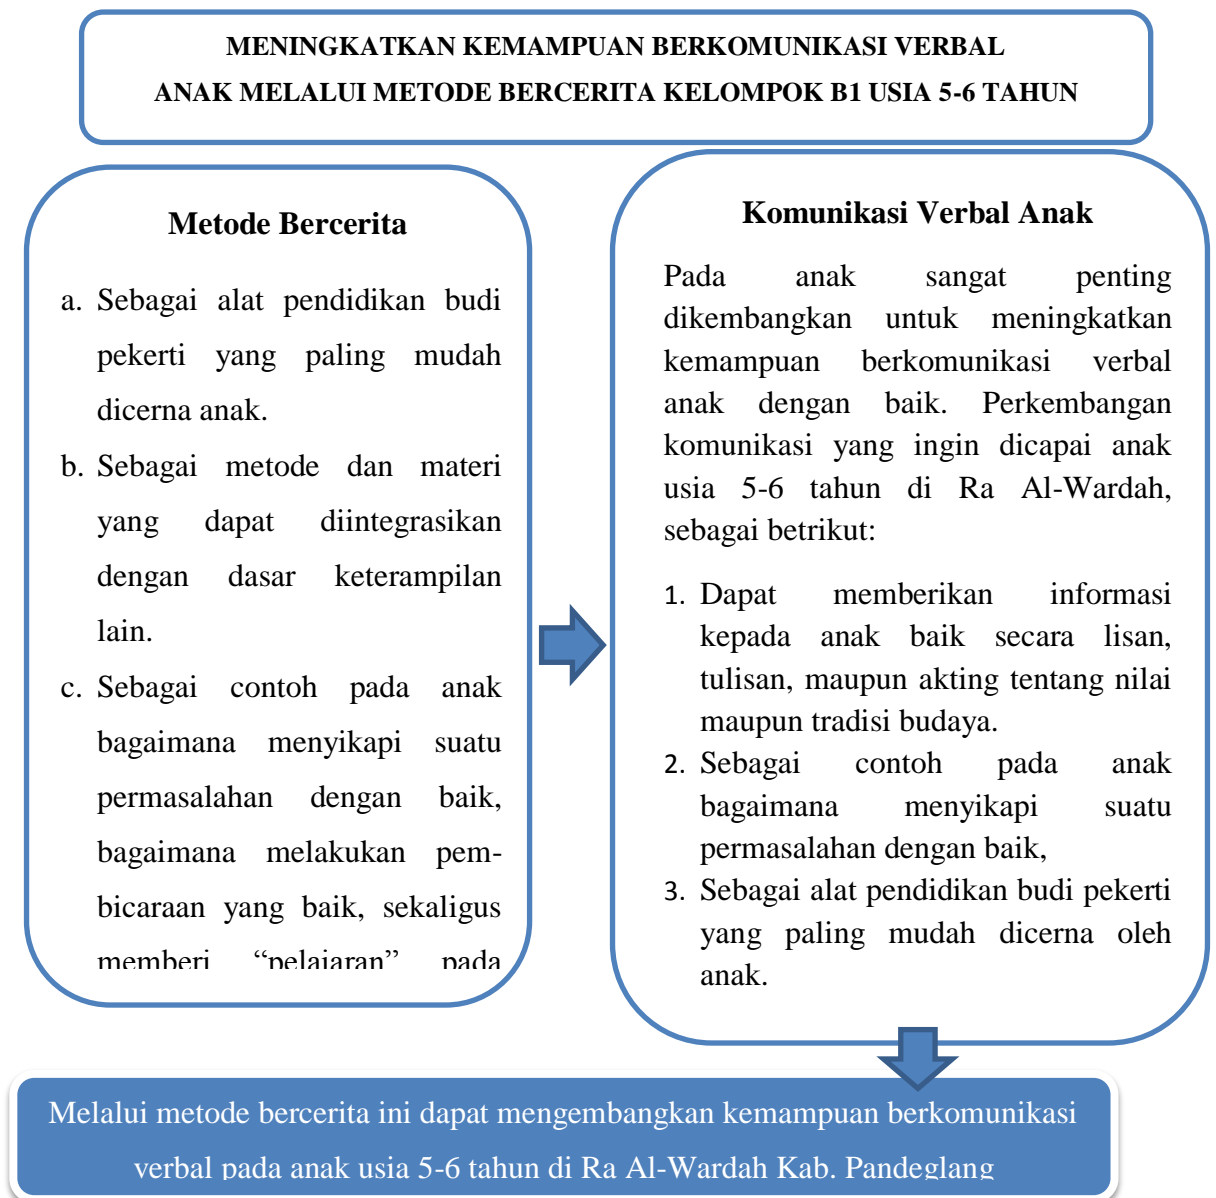 MENINGKATKAN KEMAMPUAN BERKOMUNIKASI VERBAL
ANAK MELALUI METODE BERCERITA KELOMPOK B1 USIA 5-6 TAHUN
Metode Bercerita
a. Sebagai alat pendidikan budi
pekerti yang paling mudah
dicerna anak.
b. Sebagai metode dan materi
yang dapat diintegrasikan
dengan dasar keterampilan
lain.
c. Sebagai contoh pada anak
bagaimana menyikapi suatu
permasalahan dengan baik,
bagaimana melakukan pem-
bicaraan yang baik, sekaligus
memberi “pelajaran” pada
Komunikasi Verbal Anak
Pada anak sangat penting
dikembangkan untuk meningkatkan
kemampuan berkomunikasi verbal
anak dengan baik. Perkembangan
komunikasi yang ingin dicapai anak
usia 5-6 tahun di Ra Al-Wardah,
sebagai betrikut:
1. Dapat memberikan informasi
kepada anak baik secara lisan,
tulisan, maupun akting tentang nilai
maupun tradisi budaya.
2. Sebagai contoh pada anak
bagaimana menyikapi suatu
permasalahan dengan baik,
3. Sebagai alat pendidikan budi pekerti
yang paling mudah dicerna oleh
anak.
Melalui metode bercerita ini dapat mengembangkan kemampuan berkomunikasi
verbal pada anak usia 5-6 tahun di Ra Al-Wardah Kab. Pandeglang